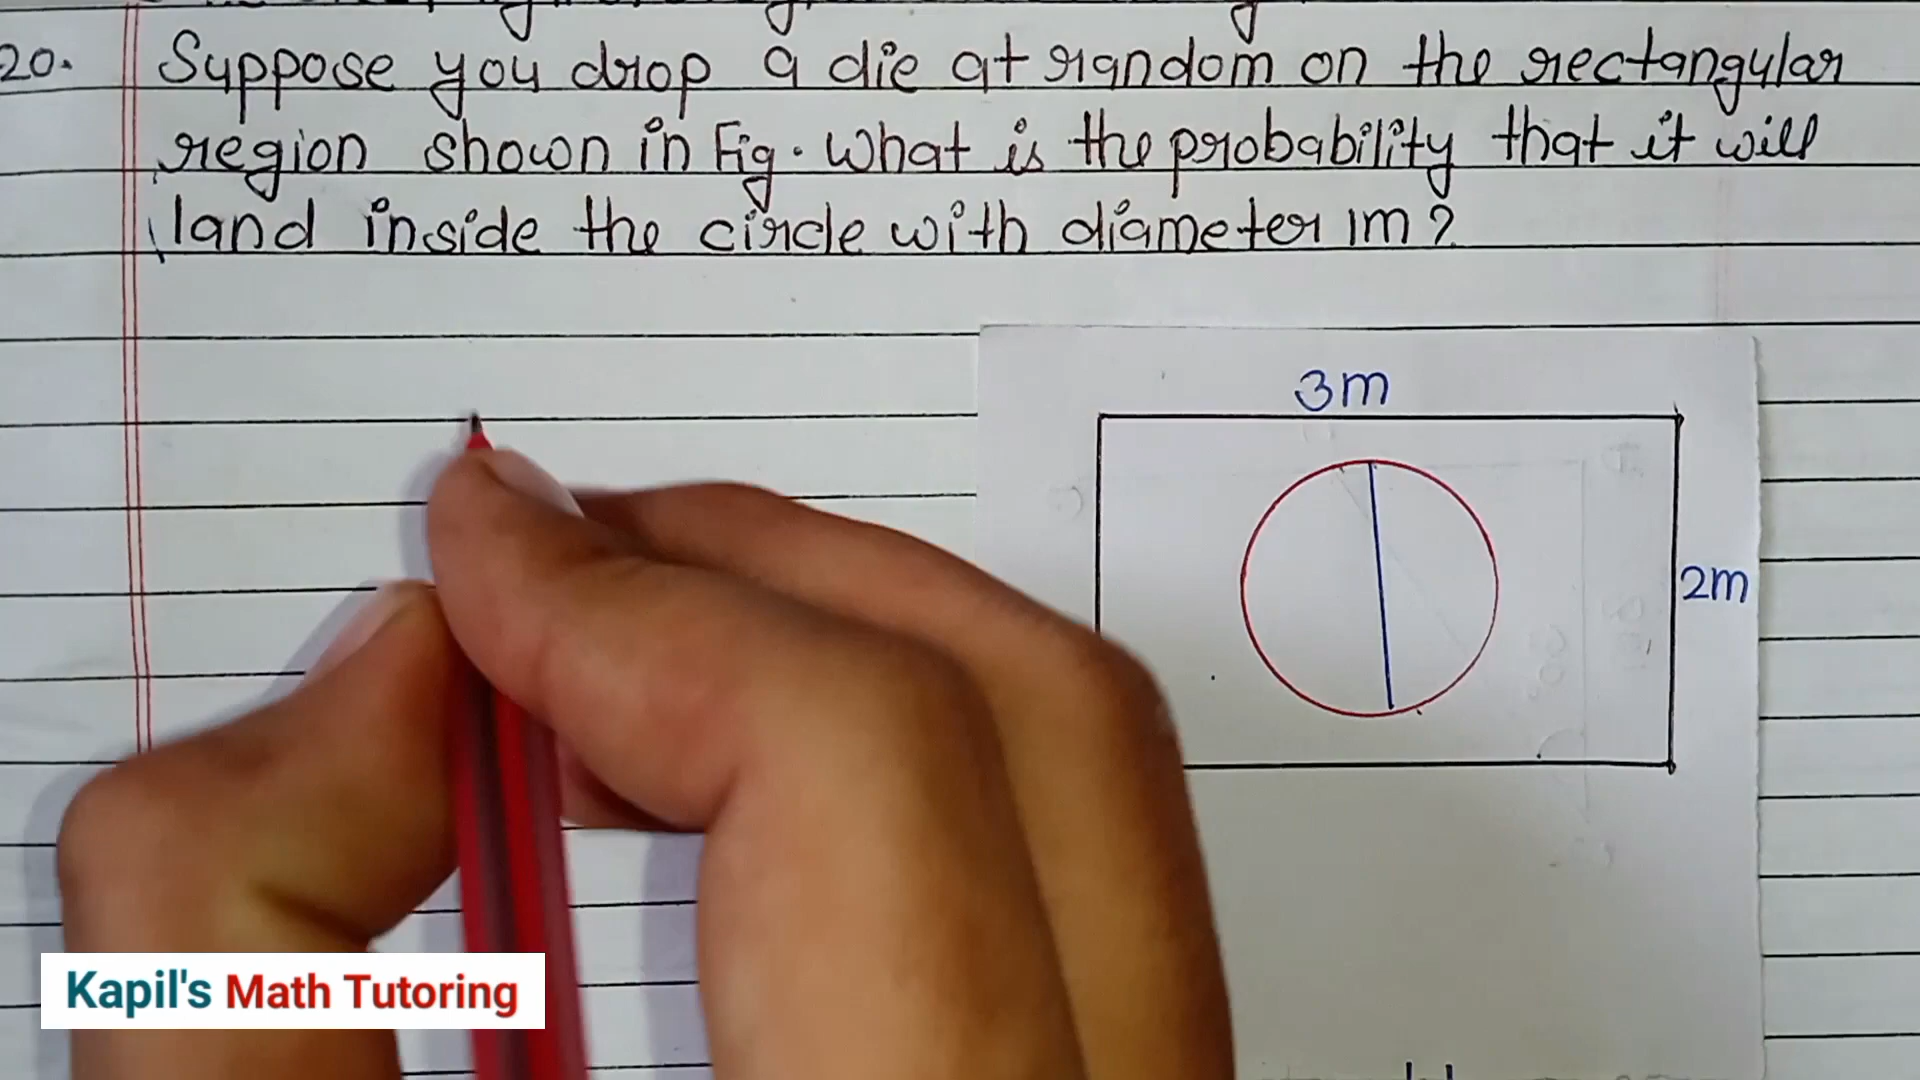 20. Suppose you drop a die at random on the rectangular
region shown in Fig. What is the probability that it will
land inside the circle with diameter 1m?
3m
2m
Kapil's Math Tutoring